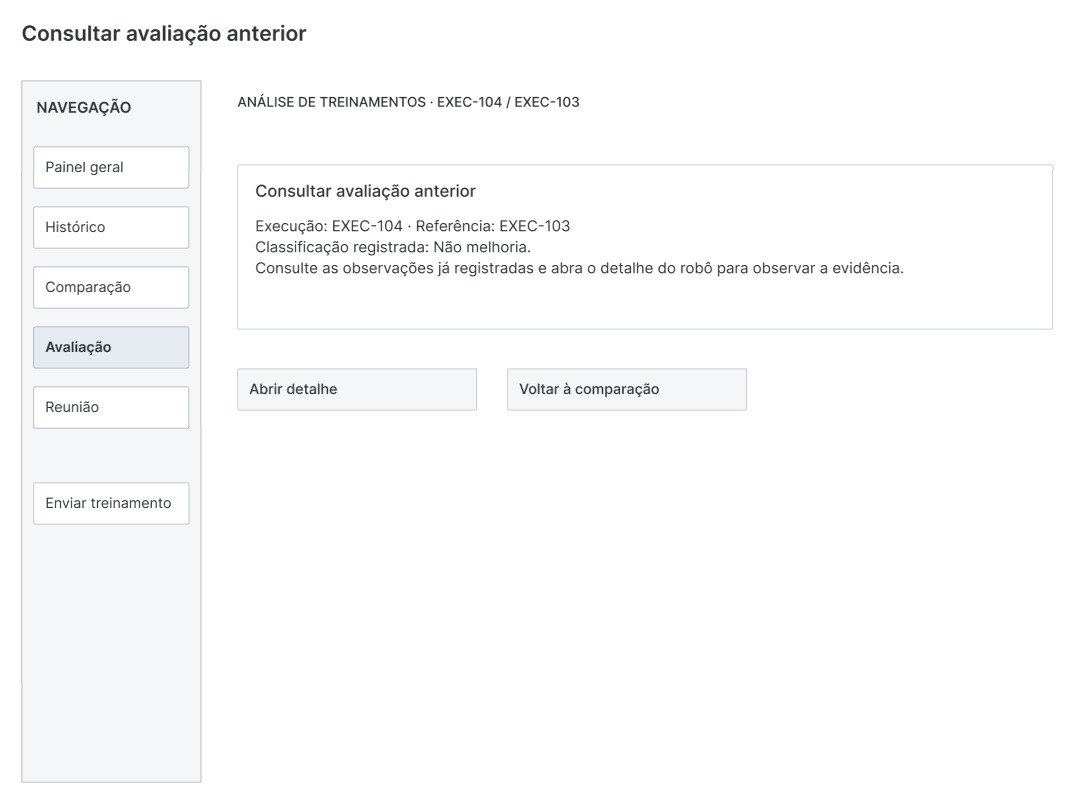 Consultar avaliação anterior
NAVEGAÇÃO
Painel geral
Histórico
Comparação
Avaliação
Reunião
Enviar treinamento
ANÁLISE DE TREINAMENTOS · EXEC-104 / EXEC-103
Consultar avaliação anterior
Execução: EXEC-104 · Referência: EXEC-103
Classificação registrada: Não melhoria.
Consulte as observações já registradas e abra o detalhe do robô para observar a evidência.
Abrir detalhe
Voltar à comparação